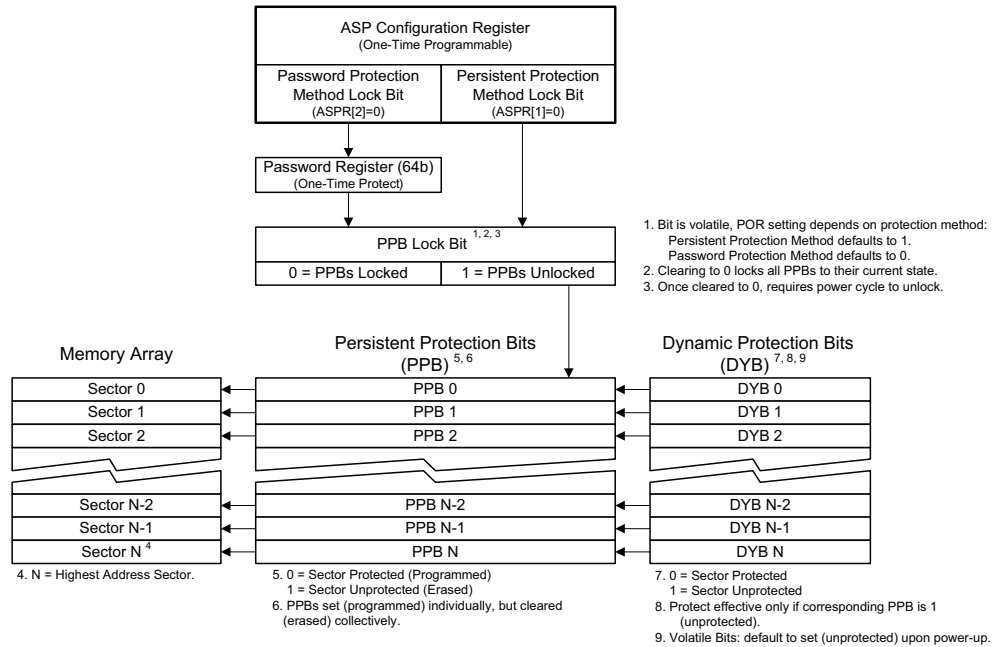 ASP Configuration Register
(One-Time Programmable)
Password Protection
Method Lock Bit
(ASPR[2]=0)
Persistent Protection
Method Lock Bit
(ASPR[1]=0)
Password Register (64b)
(One-Time Protect)
PPB Lock Bit 1, 2, 3
0 = PPBs Locked
1 = PPBs Unlocked
1. Bit is volatile, POR setting depends on protection method:
Persistent Protection Method defaults to 1.
Password Protection Method defaults to 0.
2. Clearing to 0 locks all PPBs to their current state.
3. Once cleared to 0, requires power cycle to unlock.
Memory Array
Sector 0
Sector 1
Sector 2
Sector N-2
Sector N-1
Sector N 4
4. N = Highest Address Sector.
Persistent Protection Bits
(PPB) 5, 6
PPB 0
PPB 1
PPB 2
PPB N-2
PPB N-1
PPB N
5. 0 = Sector Protected (Programmed)
1 = Sector Unprotected (Erased)
6. PPBs set (programmed) individually, but cleared
(erased) collectively.
Dynamic Protection Bits
(DYB) 7, 8, 9
DYB 0
DYB 1
DYB 2
DYB N-2
DYB N-1
DYB N
7. 0 = Sector Protected
1 = Sector Unprotected
8. Protect effective only if corresponding PPB is 1
(unprotected).
9. Volatile Bits: default to set (unprotected) upon power-up.